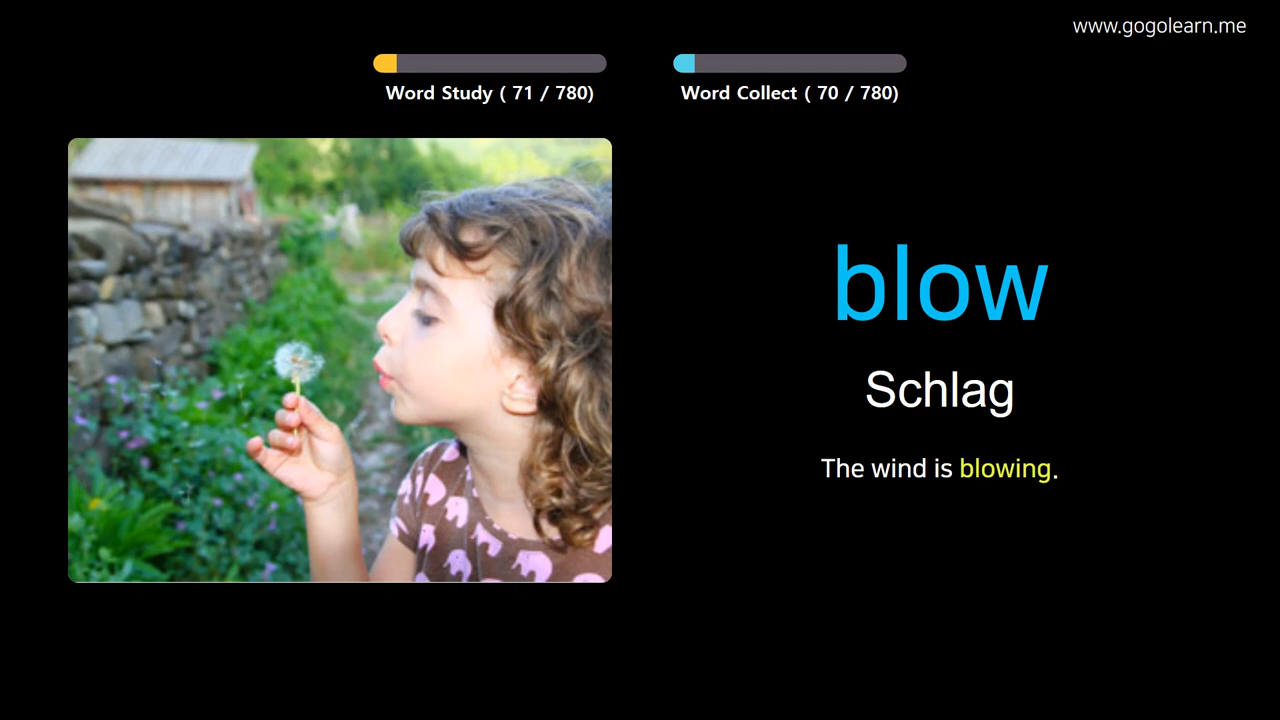 www.gogolearn.me
Word Study ( 71 / 780)
Word Collect ( 70 / 780)
blow
Schlag
The wind is blowing.